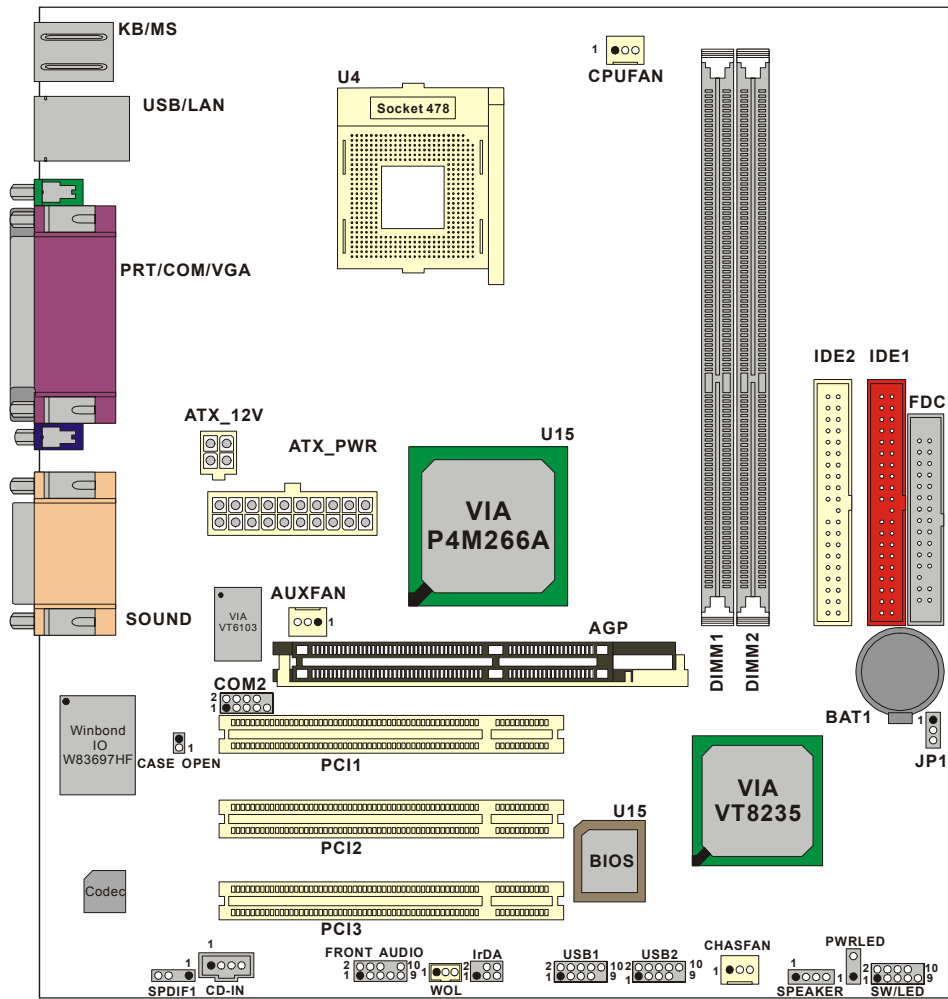 KB/MS
1
CPUFAN
U4
Socket 478
USB/LAN
PRT/COM/VGA
IDE2 IDE1
FDC
ATX_12V
ATX_PWR
U15
VIA
P4M266A
AUXFAN
1
VIA
VT6103
SOUND
AGP
DIMM1
DIMM2
COM2
2
1
BAT1
1
JP1
Winbond
IO
W83697HF
1
CASE OPEN
PCI1
VIA
VT8235
PCI2
U15
BIOS
Codec
PCI3
1
SPDIF1
1
CD-IN
FRONT AUDIO
2 10
1 9
1
WOL
IrDA
2
1
USB1
2 10
1 9
USB2
2 10
1 9
CHASFAN
1
1
SPEAKER
PWRLED
1
2 10
1 9
SW/LED